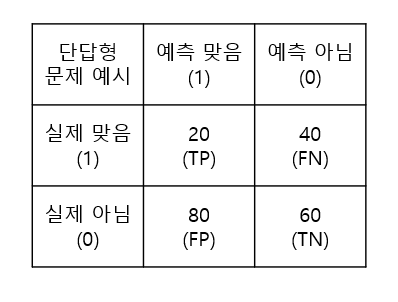 단답형
문제 예시
예측 맞음
(1)
예측 아님
(0)
실제 맞음
(1)
20
(TP)
40
(FN)
실제 아님
(0)
80
(FP)
60
(TN)